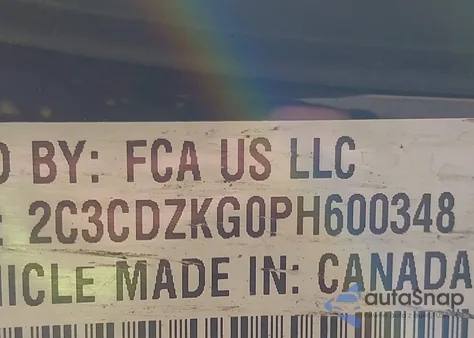 D BY: FCA US LLC
: 2C3CDZKG0PH600348
HICLE MADE IN: CANADA
autoSnap